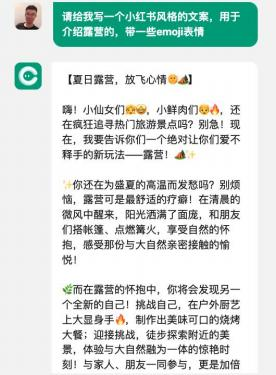 请给我写一个小红书风格的文案，用于
介绍露营的，带一些emoji表情
【夏日露营，放飞心情😊🏕️】
嗨！小仙女们😍🤩，小鲜肉们😏🔥，还
在疯狂追寻热门旅游景点吗？别急！现
在，我要告诉你们一个绝对让你们爱不
释手的新玩法——露营！🏕️✨
✨你还在为盛夏的高温而发愁吗？别烦
恼，露营可是最舒适的疗癖！在清晨的
微风中醒来，阳光洒满了面庞，和朋友
们搭帐篷、点燃篝火，享受自然的怀
抱，感受那份与大自然亲密接触的愉
悦！
🌿而在露营的怀抱中，你将会发现另一
个全新的自己！挑战自己，在户外厨艺
上大显身手🔥，制作出美味可口的烧烤
大餐；迎接挑战，徒步探索附近的美
景，体验与大自然融为一体的惊艳时
刻！与家人、朋友一同参与，更是加倍